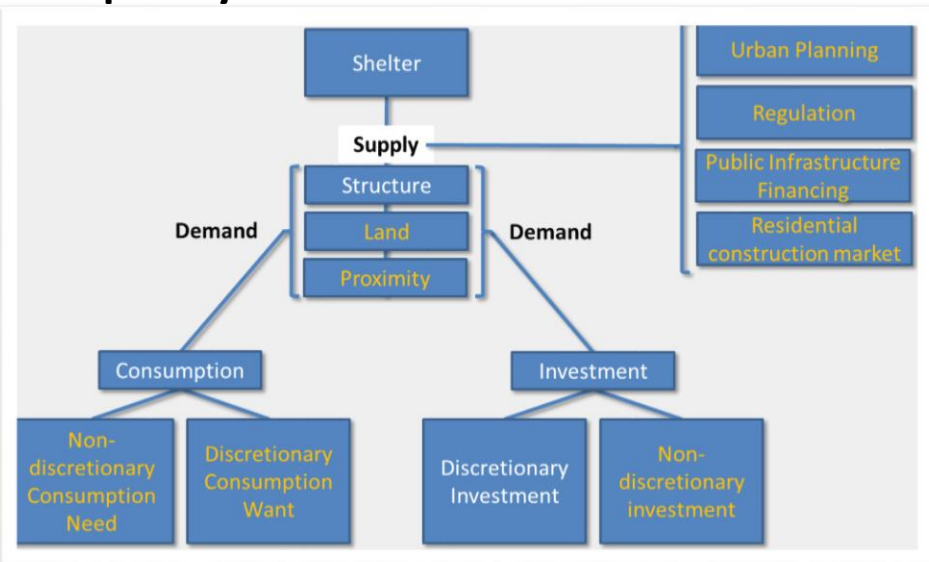 Shelter
Supply
Structure
Land
Proximity
Demand
Demand
Urban Planning
Regulation
Public Infrastructure
Financing
Residential
construction market
Consumption
Investment
Non-
discretionary
Consumption
Need
Discretionary
Consumption
Want
Discretionary
Investment
Non-
discretionary
investment